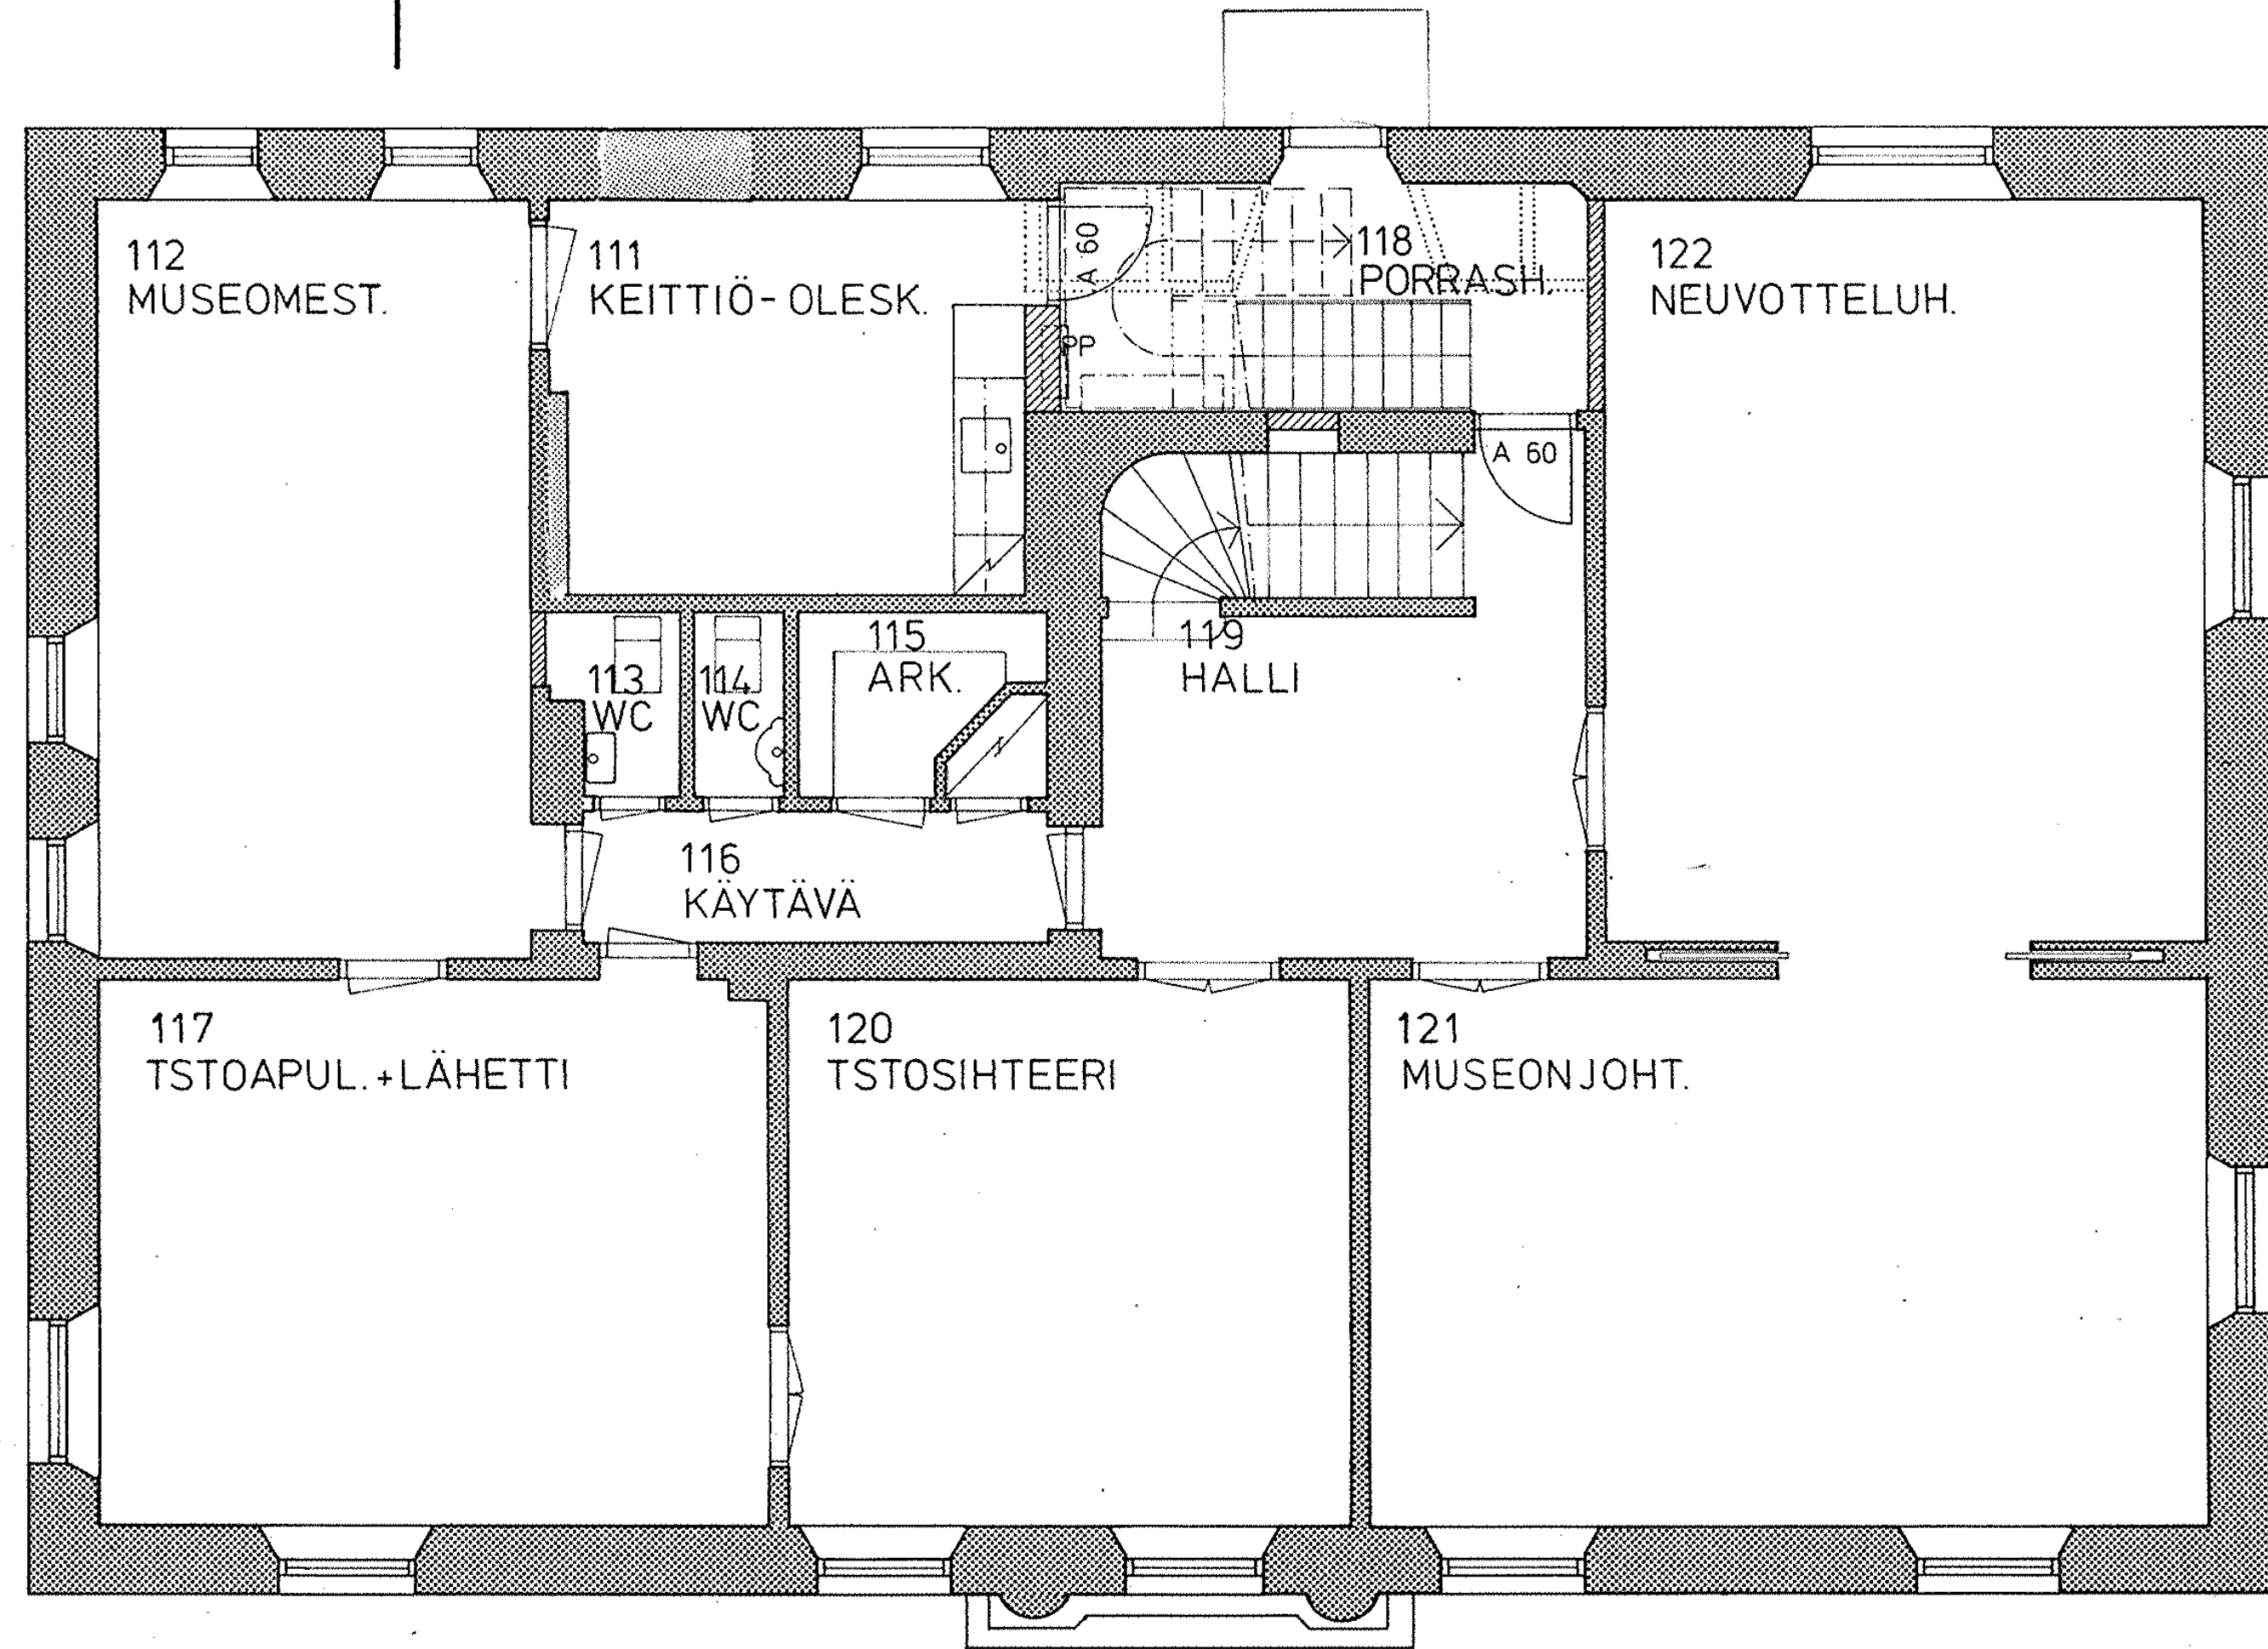 112
MUSEOMEST.
111
KEITTIÖ-OLESK.
A 60
118
PORRASH.
122
NEUVOTTELUH.
PP
A 60
113
WC
114
WC
115
ARK.
119
HALLI
116
KÄYTÄVÄ
117
TSTOAPUL.+LÄHETTI
120
TSTOSIHTEERI
121
MUSEONJOHT.